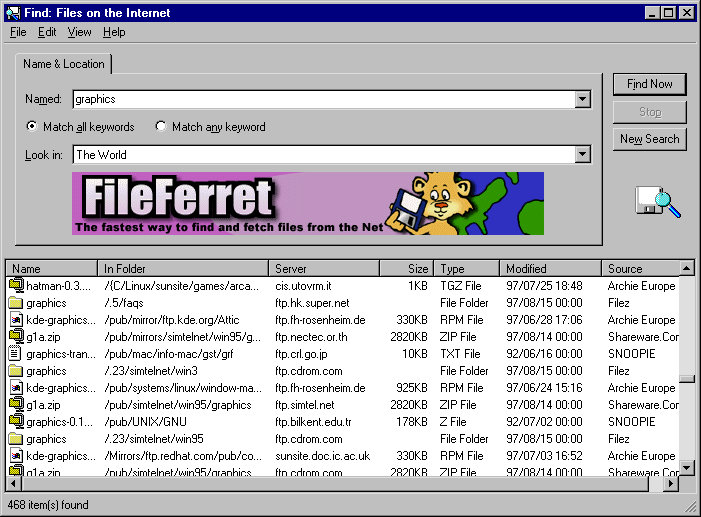 Find: Files on the Internet
File Edit View Help
Name & Location
Named: graphics
Find Now
Match all keywords Match any keyword
Stop
Look in: The World
New Search
FileFerret
The fastest way to find and fetch files from the Net
Name In Folder Server Size Type Modified Source
hatman-0.3.... /(C/Linux/sunsite/games/arca... cis.utovrm.it 1KB TGZ File 97/07/25 18:48 Archie Europe
graphics /.5/faqs ftp.hk.super.net File Folder 97/08/15 00:00 Filez
kde-graphics... /pub/mirror/ftp.kde.org/Attic ftp.fh-rosenheim.de 330KB RPM File 97/06/28 17:06 Archie Europe
g1a.zip /pub/mirrors/simtelnet/win95/gr... ftp.nectec.or.th 2820KB ZIP File 97/08/14 00:00 Shareware.Cor
graphics-tran... /pub/mac/info-mac/gst/grf ftp.crl.go.jp 10KB TXT File 92/06/16 00:00 SNOOPIE
graphics /.23/simtelnet/win3 ftp.cdrom.com File Folder 97/08/15 00:00 Filez
kde-graphics... /pub/systems/linux/window-ma... ftp.fh-rosenheim.de 925KB RPM File 97/06/24 15:16 Archie Europe
g1a.zip /pub/simtelnet/win95/graphics ftp.simtel.net 2820KB ZIP File 97/08/14 00:00 Shareware.Cor
graphics-0.1... /pub/UNIX/GNU ftp.bilkent.edu.tr 178KB Z File 92/07/02 00:00 SNOOPIE
graphics /.23/simtelnet/win95 ftp.cdrom.com File Folder 97/08/15 00:00 Filez
kde-graphics... /Mirrors/ftp.redhat.com/pub/co... sunsite.doc.ic.ac.uk 330KB RPM File 97/07/03 16:52 Archie Europe
g1a.zip /pub/simtelnet/win95/graphics ftp.cdrom.com 2820KB ZIP File 97/08/14 00:00 Shareware.Cor
468 item(s) found